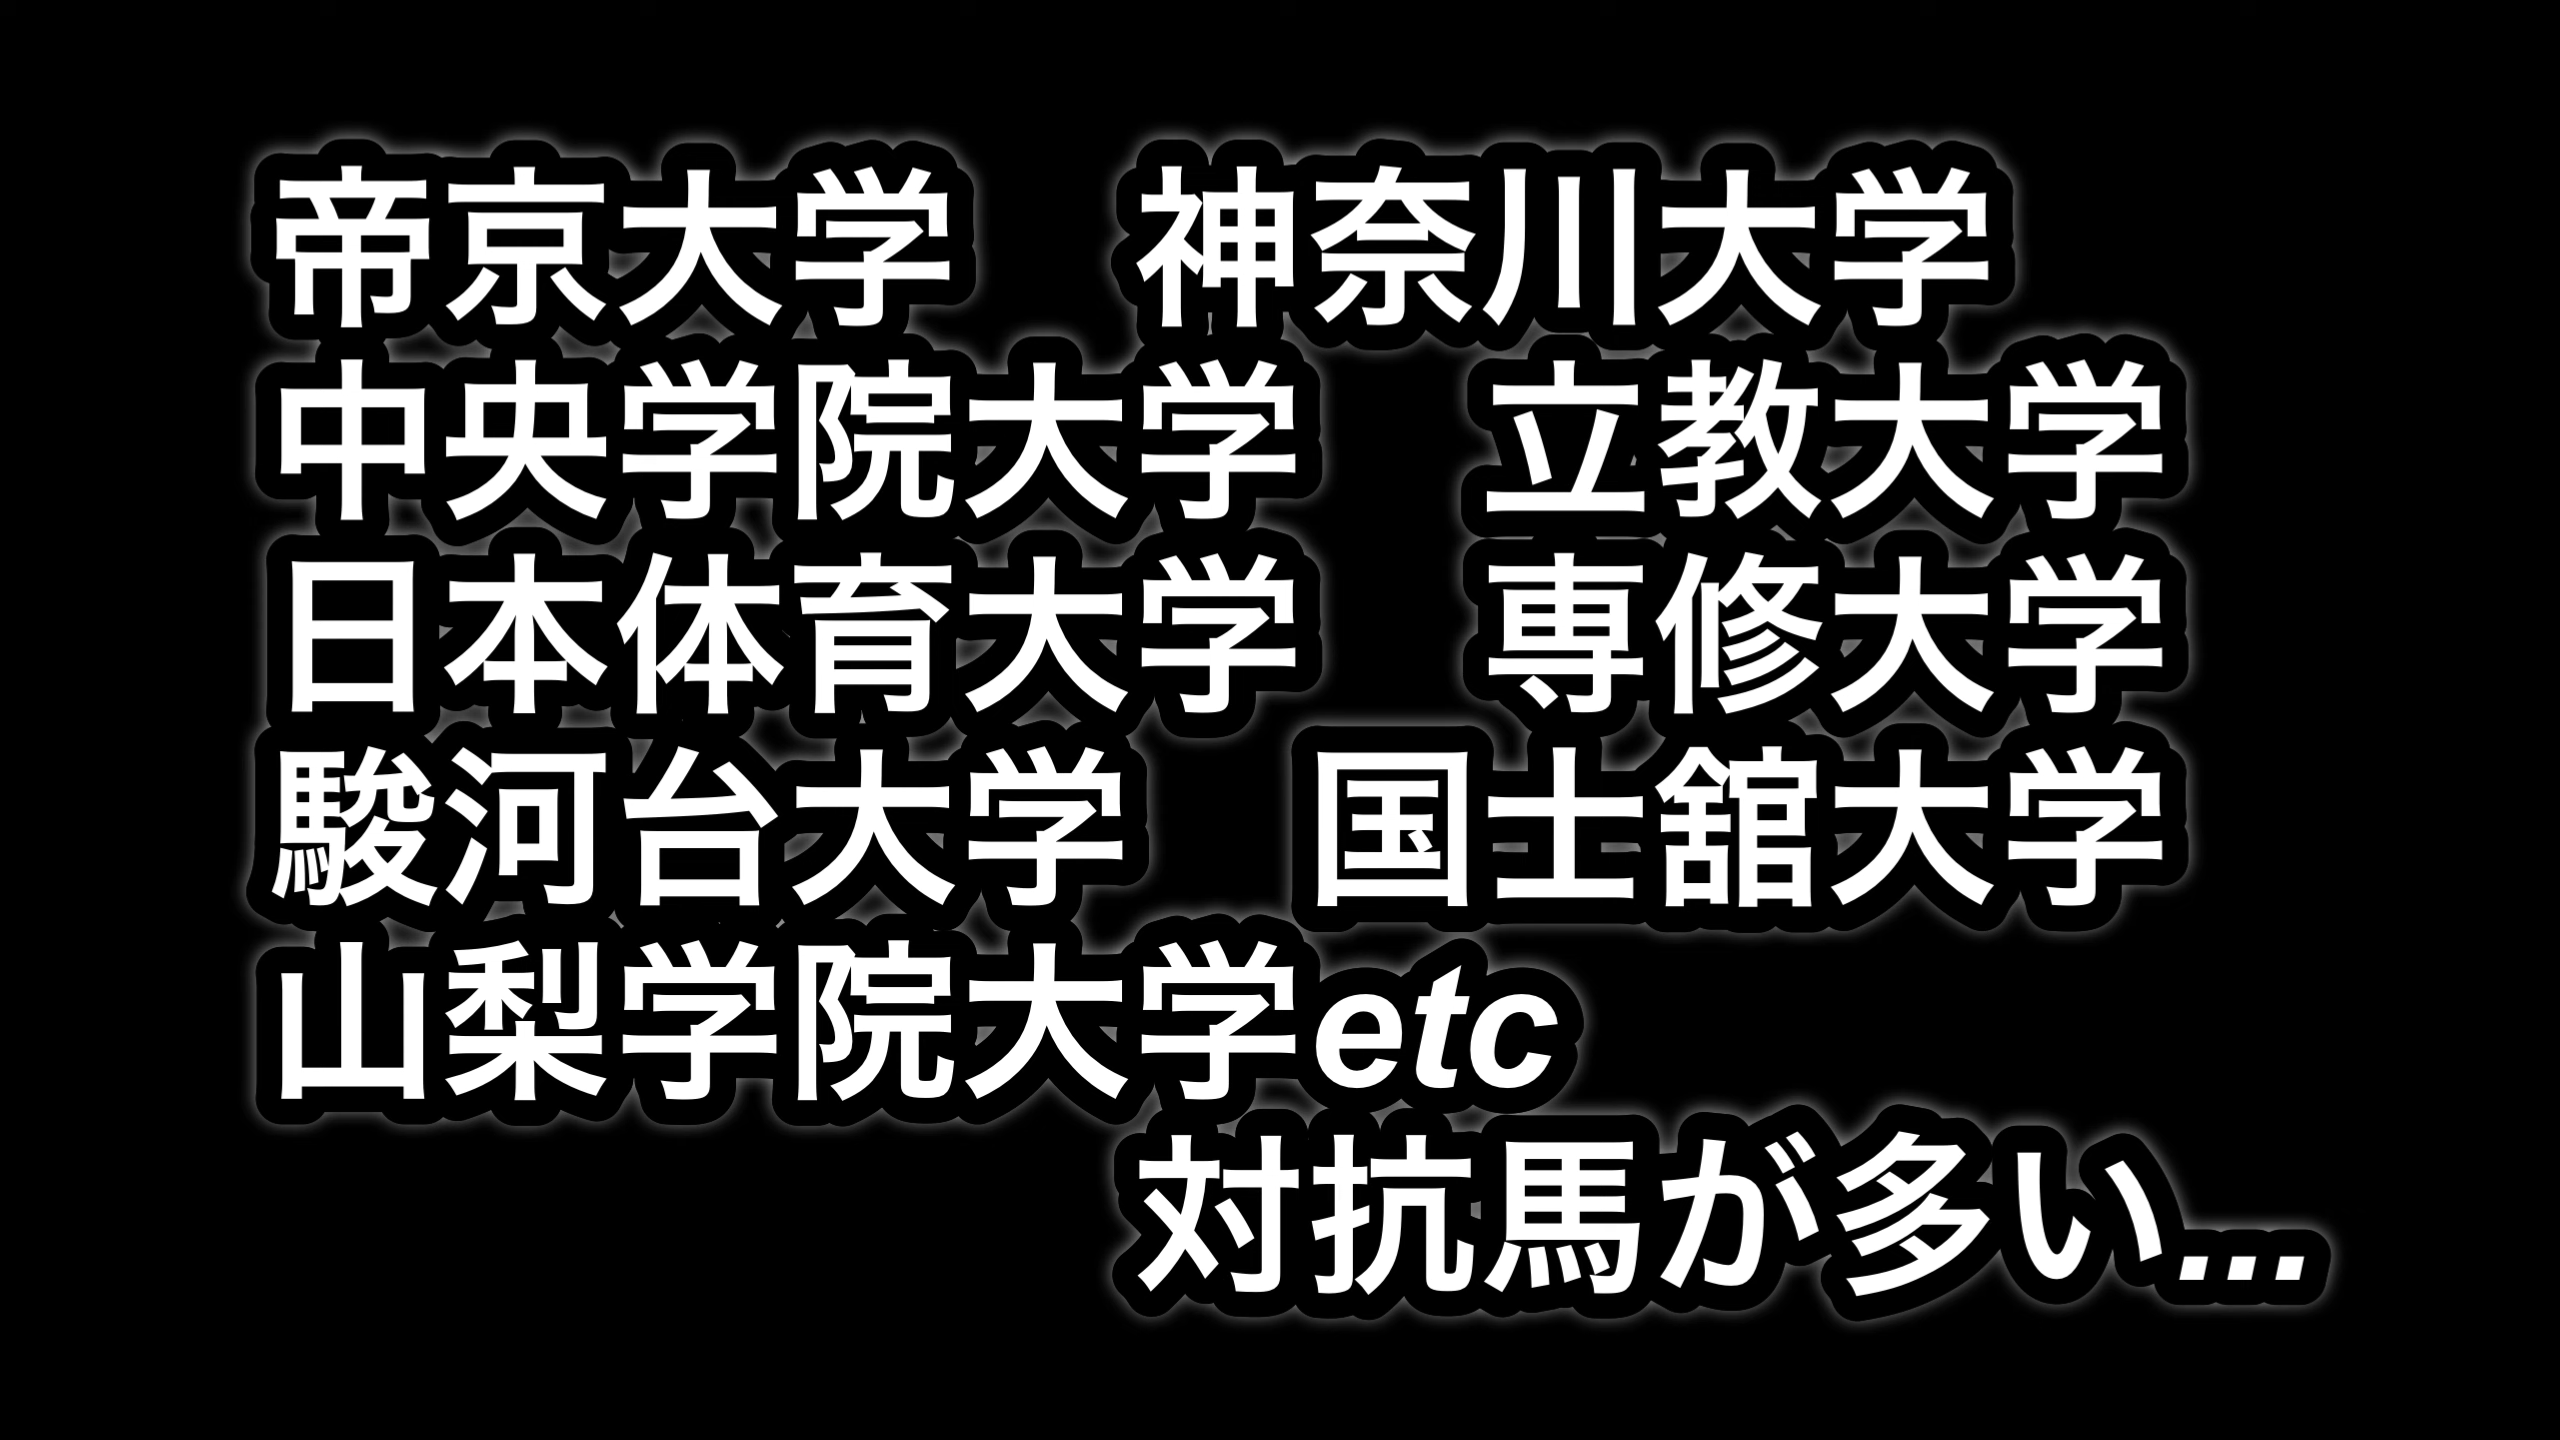 帝京大学　神奈川大学
中央学院大学　立教大学
日本体育大学　専修大学
駿河台大学　国士舘大学
山梨学院大学etc
対抗馬が多い...